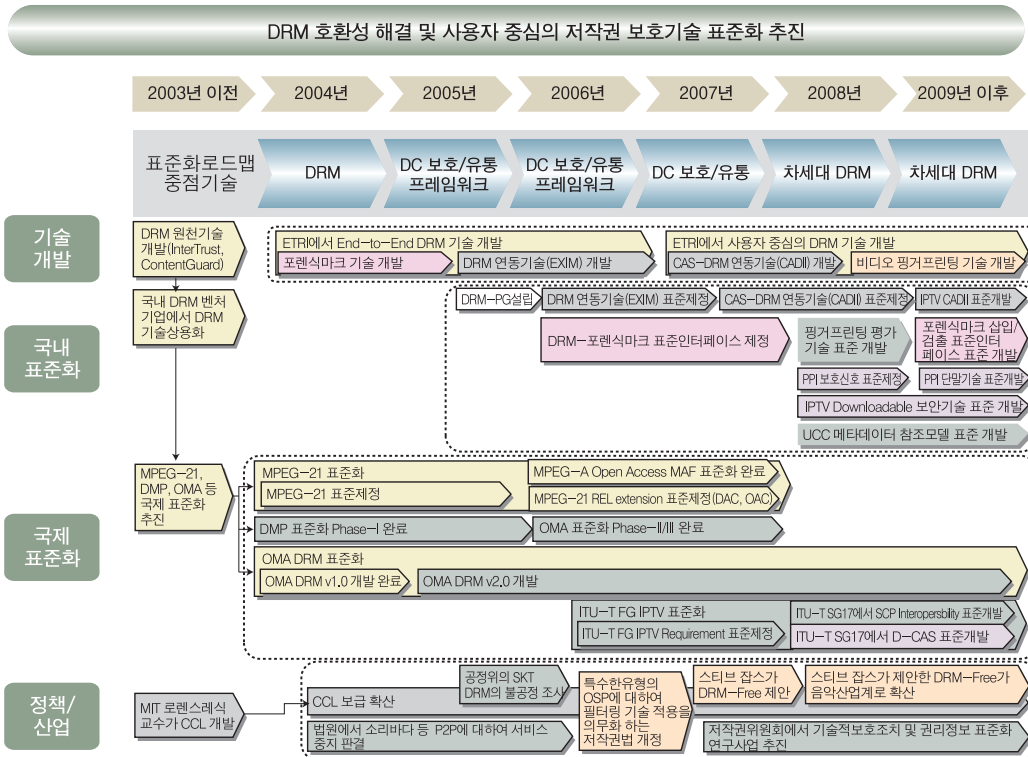 DRM 호환성 해결 및 사용자 중심의 저작권 보호기술 표준화 추진
2003년 이전
2004년
2005년
2006년
2007년
2008년
2009년 이후
표준화로드맵
중점기술
DRM
DC 보호/유통
프레임워크
DC 보호/유통
프레임워크
DC 보호/유통
차세대 DRM
차세대 DRM
기술
개발
DRM 원천기술
개발(InterTrust,
ContentGuard)
ETRI에서 End-to-End DRM 기술 개발
포렌식마크 기술 개발
DRM 연동기술(EXIM) 개발
ETRI에서 사용자 중심의 DRM 기술 개발
CAS-DRM 연동기술(CADII) 개발
비디오 핑거프린팅 기술 개발
국내 DRM 벤처
기업에서 DRM
기술상용화
국내
표준화
DRM-PG설립
DRM 연동기술(EXIM) 표준제정
CAS-DRM 연동기술(CADII) 표준제정
IPTV CADII 표준개발
DRM-포렌식마크 표준인터페이스 제정
핑거프린팅 평가
기술 표준 개발
포렌식마크 삽입/
검출 표준인터
페이스 표준 개발
PPI 보호신호 표준제정
PPI 단말기술 표준개발
IPTV Downloadable 보안기술 표준 개발
UCC 메타데이터 참조모델 표준 개발
국제
표준화
MPEG-21,
DMP, OMA 등
국제 표준화
추진
MPEG-21 표준화
MPEG-21 표준제정
MPEG-A Open Access MAF 표준화 완료
MPEG-21 REL extension 표준제정(DAC, OAC)
DMP 표준화 Phase-I 완료
OMA 표준화 Phase-II/III 완료
OMA DRM 표준화
OMA DRM v1.0 개발 완료
OMA DRM v2.0 개발
ITU-T FG IPTV 표준화
ITU-T FG IPTV Requirement 표준제정
ITU-T SG17에서 SCP Interopersbility 표준개발
ITU-T SG17에서 D-CAS 표준개발
정책/
산업
MIT 로렌스레식
교수가 CCL 개발
CCL 보급 확산
공정위의 SKT
DRM의 불공정 조사
법원에서 소리바다 등 P2P에 대하여 서비스
중지 판결
특수한유형의
OSP에 대하여
필터링 기술 적용을
의무화 하는
저작권법 개정
스티브 잡스가
DRM-Free 제안
스티브 잡스가 제안한 DRM-Free가
음악산업계로 확산
저작권위원회에서 기술적보호조치 및 권리정보 표준화
연구사업 추진